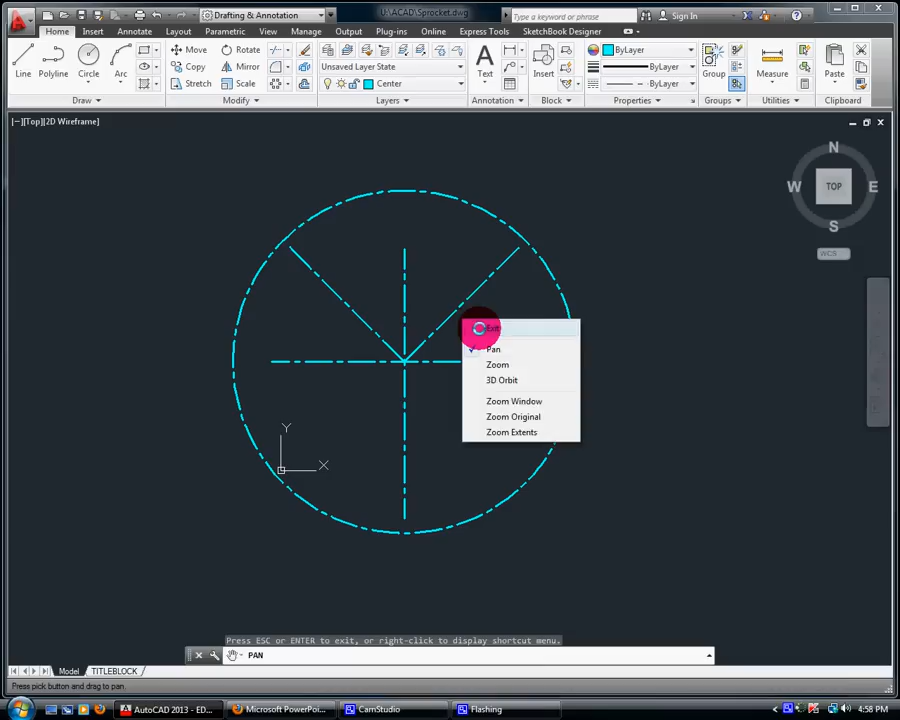 Drafting & Annotation
U:\ACAD\Sprocket.dwg
Type a keyword or phrase
Sign In
Home
Insert
Annotate
Layout
Parametric
View
Manage
Output
Plug-ins
Online
Express Tools
SketchBook Designer
Line
Polyline
Circle
Arc
Move
Rotate
Copy
Mirror
Stretch
Scale
Unsaved Layer State
Center
Text
Insert
ByLayer
ByLayer
ByLayer
Group
Measure
Paste
Draw
Modify
Layers
Annotation
Block
Properties
Groups
Utilities
Clipboard
[−][Top][2D Wireframe]
N
W
TOP
E
S
WCS
Exit
Pan
Zoom
3D Orbit
Zoom Window
Zoom Original
Zoom Extents
Y
X
Press ESC or ENTER to exit, or right-click to display shortcut menu.
PAN
Model
TITLEBLOCK
Press pick button and drag to pan.
AutoCAD 2013 - ED...
Microsoft PowerPoi...
CamStudio
Flashing
4:58 PM